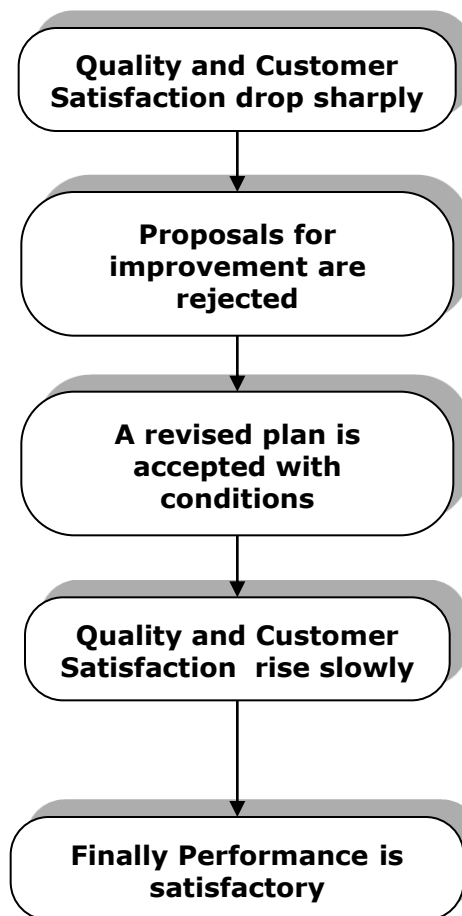 Quality and Customer
Satisfaction drop sharply
Proposals for
improvement are
rejected
A revised plan is
accepted with
conditions
Quality and Customer
Satisfaction  rise slowly
Finally Performance is
satisfactory